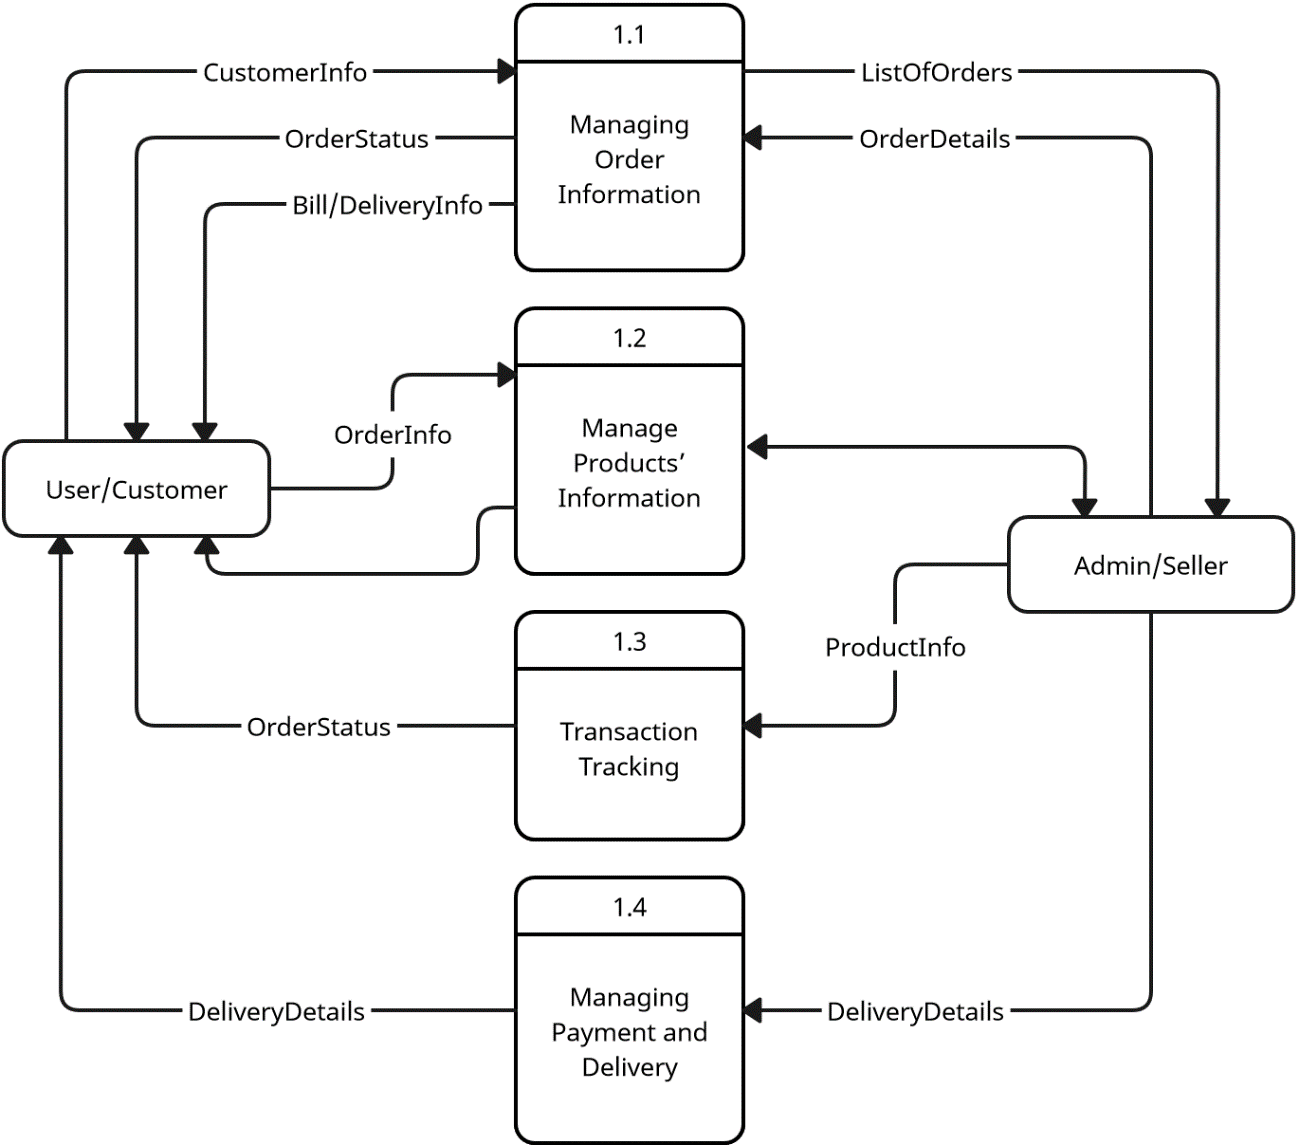 1.1
CustomerInfo
ListOfOrders
OrderStatus
Managing
Order
Information
OrderDetails
Bill/DeliveryInfo
1.2
OrderInfo
Manage
Products’
Information
User/Customer
Admin/Seller
1.3
ProductInfo
OrderStatus
Transaction
Tracking
1.4
DeliveryDetails
Managing
Payment and
Delivery
DeliveryDetails